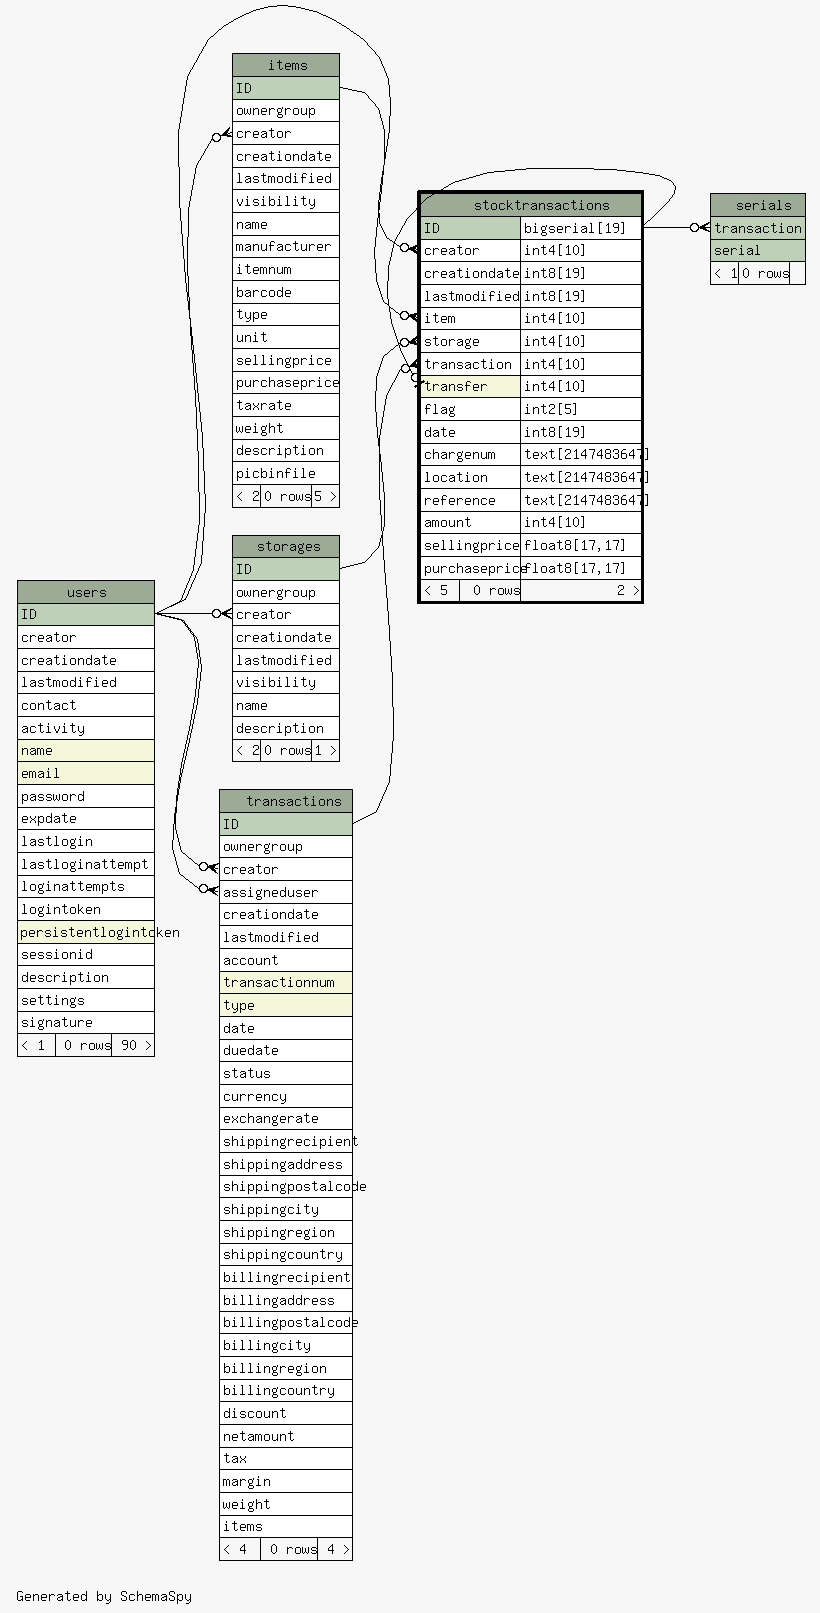 items
ID
ownergroup
creator
creationdate
lastmodified
visibility
name
manufacturer
itemnum
barcode
type
unit
sellingprice
purchaseprice
taxrate
weight
description
picbinfile
< 2 0 rows 5 >
stocktransactions
ID bigserial[19]
creator int4[10]
creationdate int8[19]
lastmodified int8[19]
item int4[10]
storage int4[10]
transaction int4[10]
transfer int4[10]
flag int2[5]
date int8[19]
chargenum text[2147483647]
location text[2147483647]
reference text[2147483647]
amount int4[10]
sellingprice float8[17,17]
purchaseprice float8[17,17]
< 5 0 rows 2 >
serials
transaction
serial
< 1 0 rows
storages
ID
ownergroup
creator
creationdate
lastmodified
visibility
name
description
< 2 0 rows 1 >
users
ID
creator
creationdate
lastmodified
contact
activity
name
email
password
expdate
lastlogin
lastloginattempt
loginattempts
logintoken
persistentlogintoken
sessionid
description
settings
signature
< 1 0 rows 90 >
transactions
ID
ownergroup
creator
assigneduser
creationdate
lastmodified
account
transactionnum
type
date
duedate
status
currency
exchangerate
shippingrecipient
shippingaddress
shippingpostalcode
shippingcity
shippingregion
shippingcountry
billingrecipient
billingaddress
billingpostalcode
billingcity
billingregion
billingcountry
discount
netamount
tax
margin
weight
items
< 4 0 rows 4 >
Generated by SchemaSpy